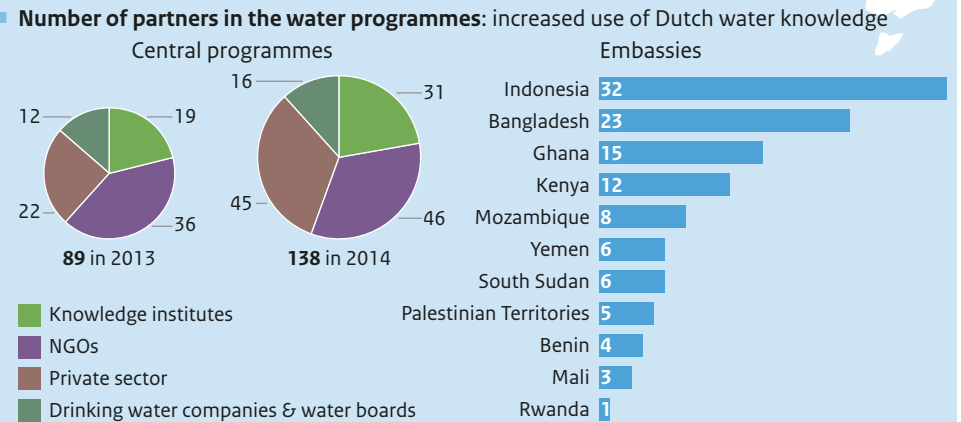 Number of partners in the water programmes: increased use of Dutch water knowledge
Central programmes
12
19
22
36
89 in 2013
16
31
45
46
138 in 2014
Knowledge institutes
NGOs
Private sector
Drinking water companies & water boards
Embassies
Indonesia 32
Bangladesh 23
Ghana 15
Kenya 12
Mozambique 8
Yemen 6
South Sudan 6
Palestinian Territories 5
Benin 4
Mali 3
Rwanda 1